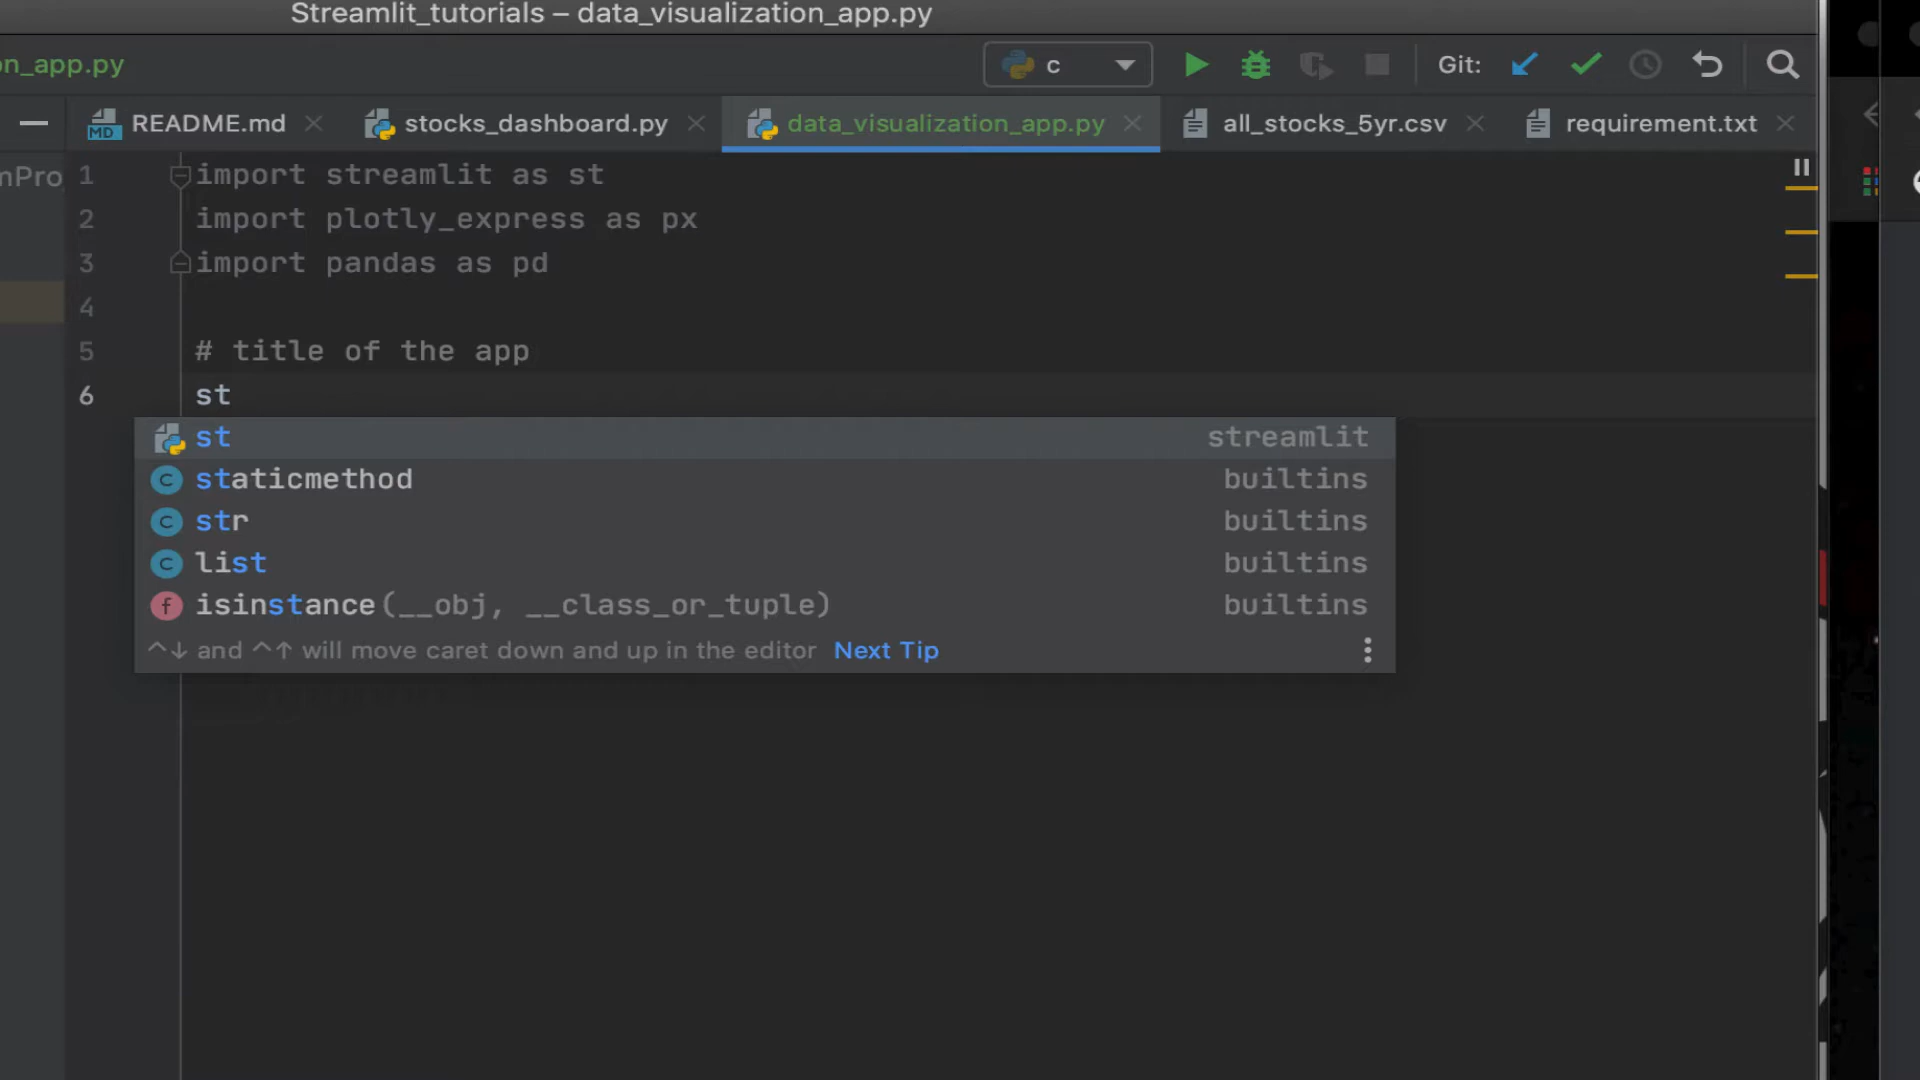 Streamlit_tutorials – data_visualization_app.py
n_app.py
c
Git:
MD README.md
stocks_dashboard.py
data_visualization_app.py
all_stocks_5yr.csv
requirement.txt
mPro
1 import streamlit as st
2 import plotly_express as px
3 import pandas as pd
4
5 # title of the app
6 st
st streamlit
c staticmethod builtins
c str builtins
c list builtins
f isinstance(__obj, __class_or_tuple) builtins
^↓ and ^↑ will move caret down and up in the editor Next Tip